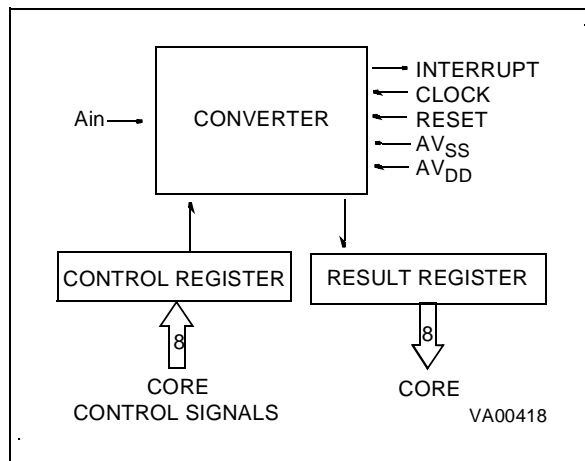 INTERRUPT
CLOCK
Ain
CONVERTER
RESET
AVSS
AVDD
CONTROL REGISTER
RESULT REGISTER
8
8
CORE
CONTROL SIGNALS
CORE
VA00418